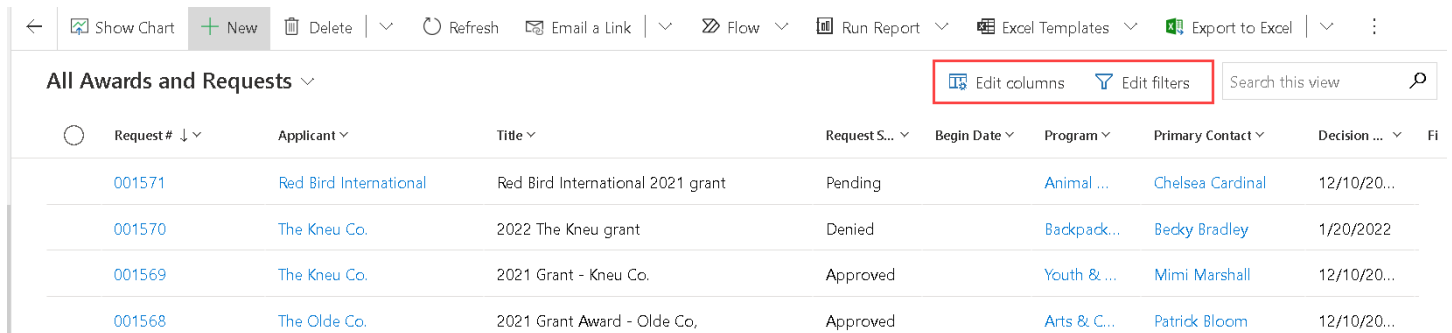 Show Chart New Delete Refresh Email a Link Flow Run Report Excel Templates Export to Excel
All Awards and Requests Edit columns Edit filters Search this view
Request # Applicant Title Request S... Begin Date Program Primary Contact Decision ... Fi
001571 Red Bird International Red Bird International 2021 grant Pending Animal ... Chelsea Cardinal 12/10/20...
001570 The Kneu Co. 2022 The Kneu grant Denied Backpack... Becky Bradley 1/20/2022
001569 The Kneu Co. 2021 Grant - Kneu Co. Approved Youth & ... Mimi Marshall 12/10/20...
001568 The Olde Co. 2021 Grant Award - Olde Co, Approved Arts & C... Patrick Bloom 12/10/20...